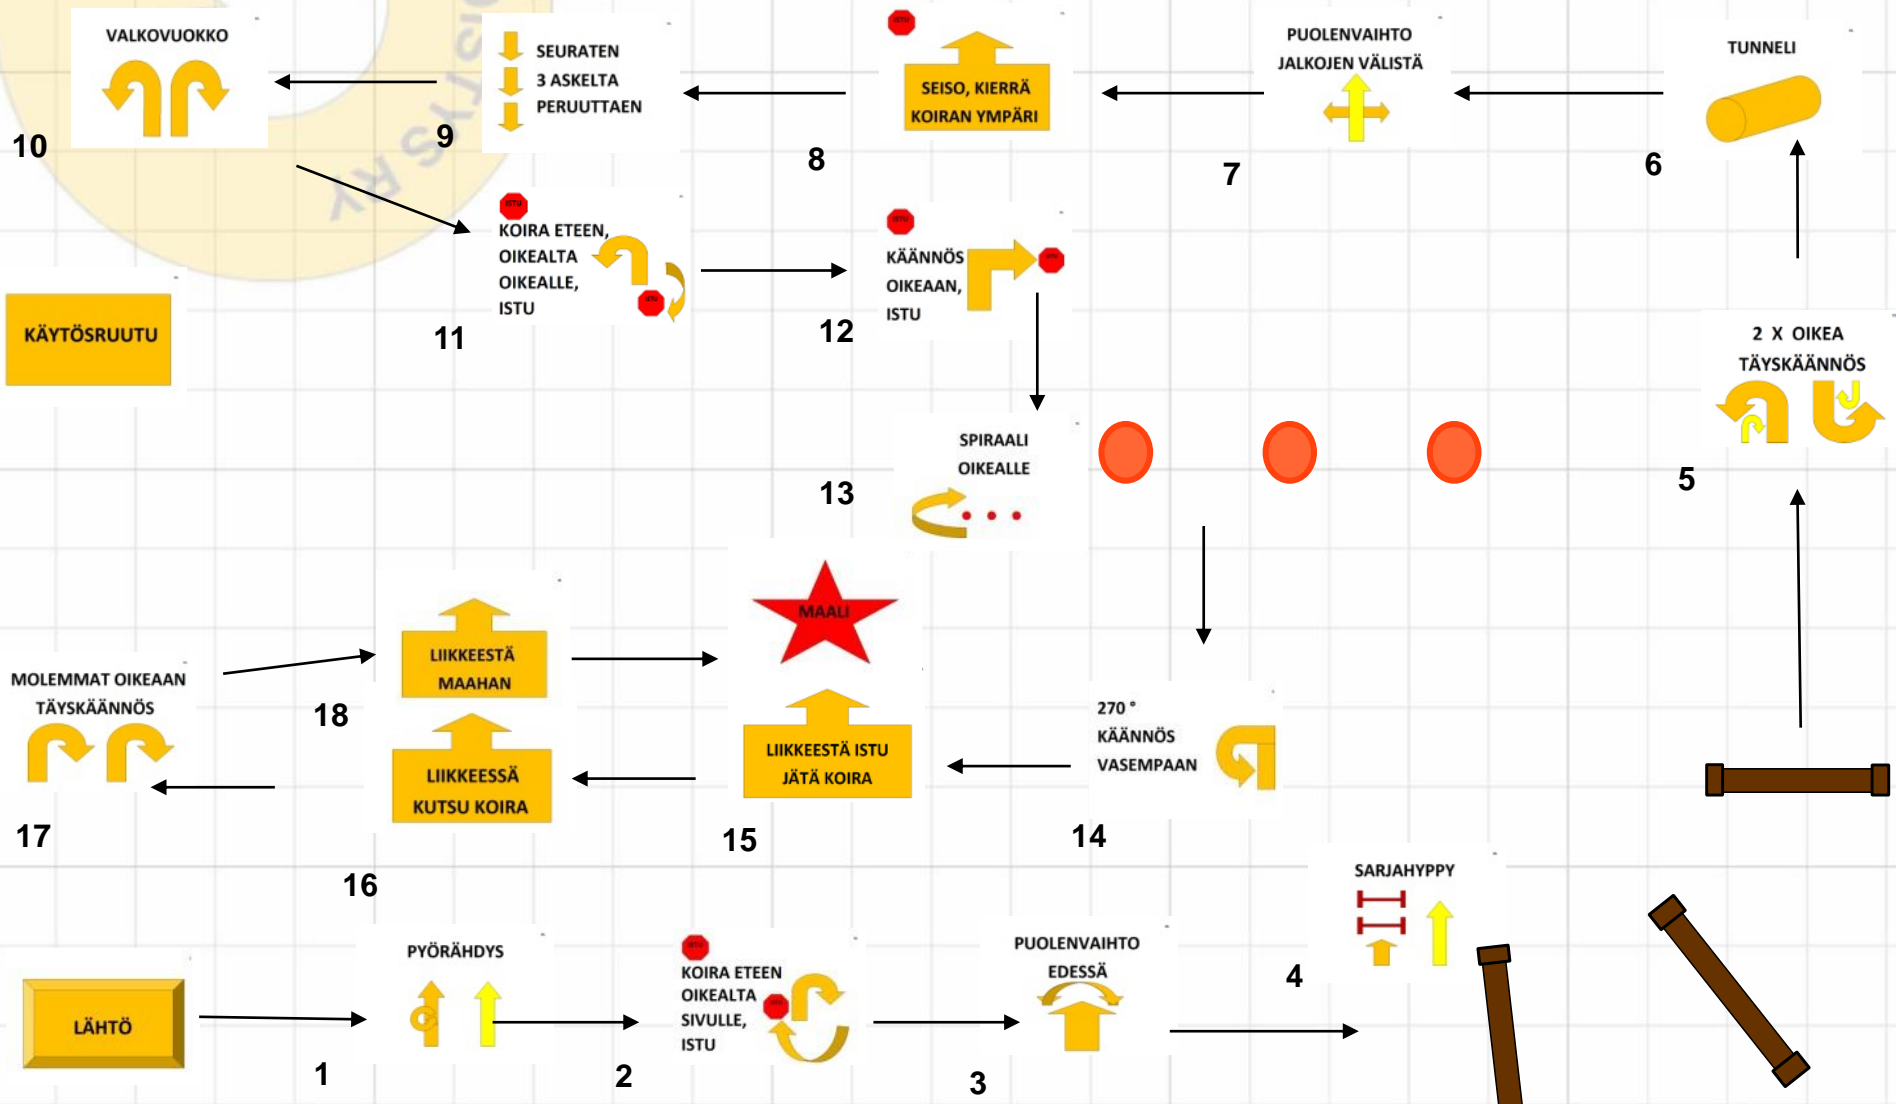 VALKOVUOKKO
10
SEURATEN
3 ASKELTA
PERUUTTAEN
9
ISTU
SEISO, KIERRÄ
KOIRAN YMPÄRI
8
PUOLENVAIHTO
JALKOJEN VÄLISTÄ
7
TUNNELI
6
ISTYS RY
ISTU
KOIRA ETEEN,
OIKEALTA
OIKEALLE,
ISTU
ISTU
11
ISTU
KÄÄNNÖS
OIKEAAN,
ISTU
ISTU
12
KÄYTÖSRUUTU
2 X OIKEA
TÄYSKÄÄNNÖS
5
SPIRAALI
OIKEALLE
13
MAALI
LIIKKEESTÄ
MAAHAN
18
MOLEMMAT OIKEAAN
TÄYSKÄÄNNÖS
17
LIIKKEESSÄ
KUTSU KOIRA
16
LIIKKEESTÄ ISTU
JÄTÄ KOIRA
15
270 °
KÄÄNNÖS
VASEMPAAN
14
SARJAHYPPY
4
LÄHTÖ
PYÖRÄHDYS
1
ISTU
KOIRA ETEEN
OIKEALTA
SIVULLE,
ISTU
ISTU
2
PUOLENVAIHTO
EDESSÄ
3